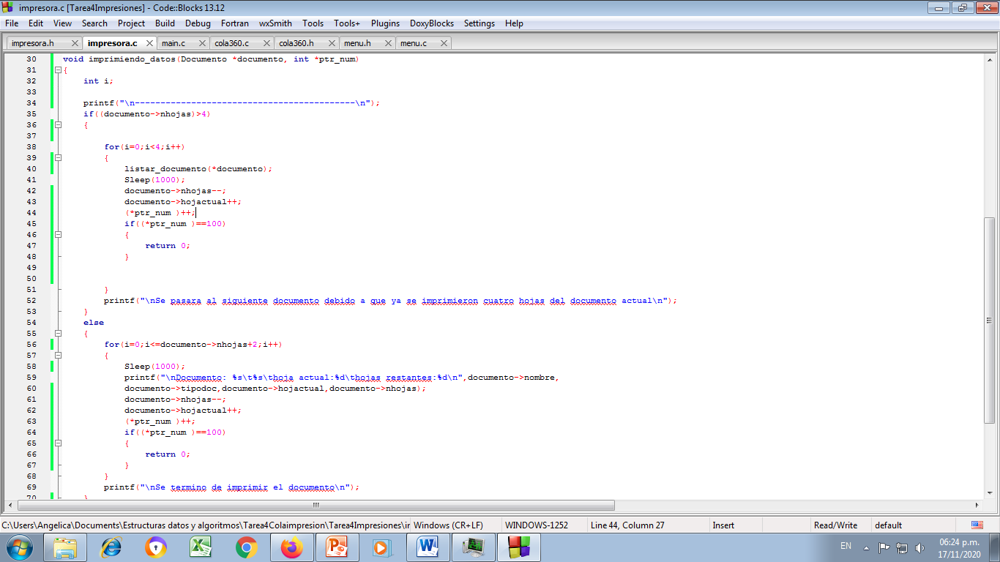 impresora.c [Tarea4Impresiones] - Code::Blocks 13.12
File Edit View Search Project Build Debug Fortran wxSmith Tools Tools+ Plugins DoxyBlocks Settings Help
impresora.h impresora.c main.c cola360.c cola360.h menu.h menu.c
30 void imprimiendo_datos(Documento *documento, int *ptr_num)
31 {
32 int i;
33
34 printf("\n-------------------------------------------\n");
35 if((documento->nhojas)>4)
36 {
37
38 for(i=0;i<4;i++)
39 {
40 listar_documento(*documento);
41 Sleep(1000);
42 documento->nhojas--;
43 documento->hojactual++;
44 (*ptr_num )++;
45 if((*ptr_num )==100)
46 {
47 return 0;
48 }
49
50
51 }
52 printf("\nSe pasara al siguiente documento debido a que ya se imprimieron cuatro hojas del documento actual\n");
53 }
54 else
55 {
56 for(i=0;i<=documento->nhojas+2;i++)
57 {
58 Sleep(1000);
59 printf("\nDocumento: %s\t%s\thoja actual:%d\thojas restantes:%d\n",documento->nombre,
60 documento->tipodoc,documento->hojactual,documento->nhojas);
61 documento->nhojas--;
62 documento->hojactual++;
63 (*ptr_num )++;
64 if((*ptr_num )==100)
65 {
66 return 0;
67 }
68 }
69 printf("\nSe termino de imprimir el documento\n");
70 }
C:\Users\Angelica\Documents\Estructuras datos y algoritmos\Tarea4Colaimpresion\Tarea4Impresiones\ir Windows (CR+LF) WINDOWS-1252 Line 44, Column 27 Insert Read/Write default
EN 06:24 p.m.
17/11/2020